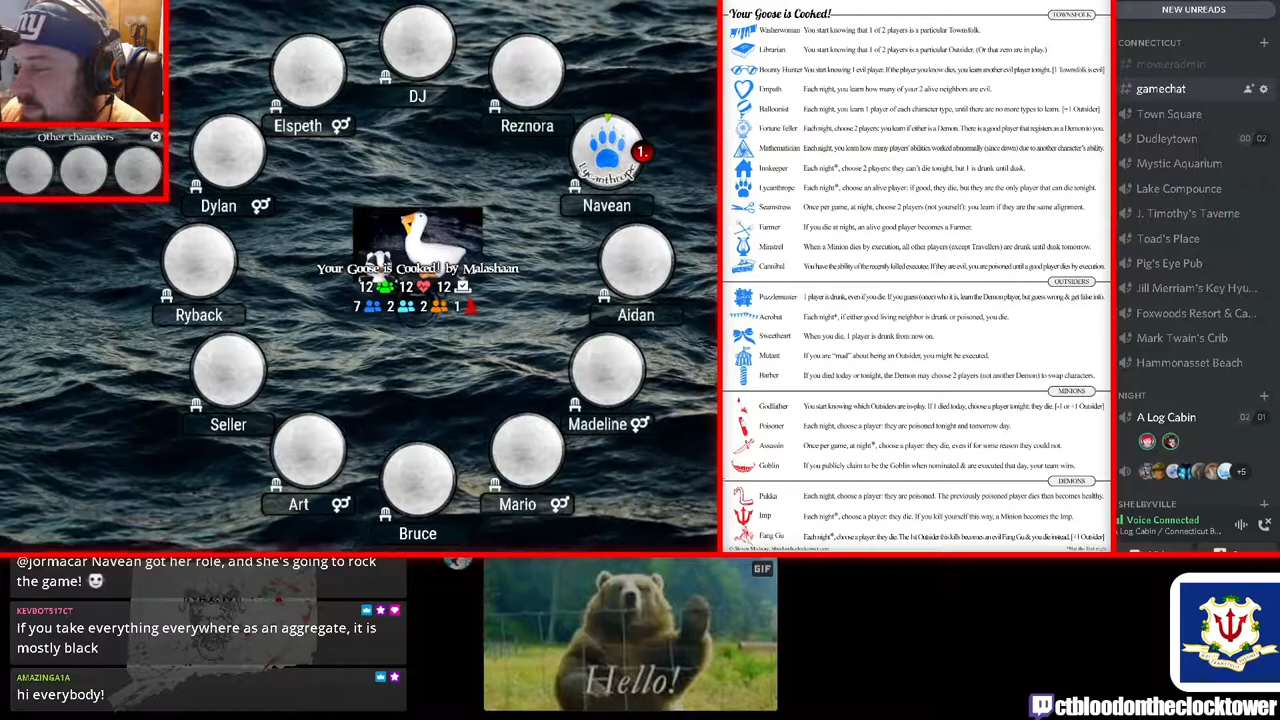 Other characters
DJ
Elspeth
Reznora
Lycanthrope
1.
Navean
Dylan
Your Goose is Cooked! by Malashaan
12 12 12
7 2 2 1
Ryback
Aidan
Seller
Madeline
Art
Mario
Bruce
Your Goose is Cooked!
TOWNSFOLK
Washerwoman You start knowing that 1 of 2 players is a particular Townsfolk.
Librarian You start knowing that 1 of 2 players is a particular Outsider. (Or that zero are in play.)
Bounty Hunter You start knowing 1 evil player. If the player you know dies, you learn another evil player tonight. [1 Townsfolk is evil]
Empath Each night, you learn how many of your 2 alive neighbors are evil.
Balloonist Each night, you learn 1 player of each character type, until there are no more types to learn. [+1 Outsider]
Fortune Teller Each night, choose 2 players: you learn if either is a Demon. There is a good player that registers as a Demon to you.
Mathematician Each night, you learn how many players' abilities worked abnormally (since dawn) due to another character's ability.
Innkeeper Each night*, choose 2 players: they can't die tonight, but 1 is drunk until dusk.
Lycanthrope Each night*, choose an alive player: if good, they die, but they are the only player that can die tonight.
Seamstress Once per game, at night, choose 2 players (not yourself): you learn if they are the same alignment.
Farmer If you die at night, an alive good player becomes a Farmer.
Minstrel When a Minion dies by execution, all other players (except Travellers) are drunk until dusk tomorrow.
Cannibal You have the ability of the recently killed executee. If they are evil, you are poisoned until a good player dies by execution.
OUTSIDERS
Puzzlemaster 1 player is drunk, even if you die. If you guess (once) who it is, learn the Demon player, but guess wrong & get false info.
Acrobat Each night*, if either good living neighbor is drunk or poisoned, you die.
Sweetheart When you die, 1 player is drunk from now on.
Mutant If you are "mad" about being an Outsider, you might be executed.
Barber If you died today or tonight, the Demon may choose 2 players (not another Demon) to swap characters.
MINIONS
Godfather You start knowing which Outsiders are in-play. If 1 died today, choose a player tonight: they die. [-1 or +1 Outsider]
Poisoner Each night, choose a player: they are poisoned tonight and tomorrow day.
Assassin Once per game, at night*, choose a player: they die, even if for some reason they could not.
Goblin If you publicly claim to be the Goblin when nominated & are executed that day, your team wins.
DEMONS
Pukka Each night, choose a player: they are poisoned. The previously poisoned player dies then becomes healthy.
Imp Each night*, choose a player: they die. If you kill yourself this way, a Minion becomes the Imp.
Fang Gu Each night*, choose a player: they die. The 1st Outsider this kills becomes an evil Fang Gu & you die instead. [+1 Outsider]
*Not the first night
NEW UNREADS
CONNECT
moveadmin
gamechat
Town Square
Dudleytown 00 02
Mystic Aquarium
Lake Compound
J. Timothy's Taverne
Toad's Place
Pig's Eye Pub
Jill Merriam's Key Hyu...
Foxwoods Resort & Ca...
Mark Twain's Crib
Hammonasset Beach
NIGHT
A Log Cabin 02 01
+5
SHELBYVILLE
Voice Connected
A Log Cabin / Connecticut B...
the game!
KEVBOT517CT
If you take everything everywhere as an aggregate, it is
mostly black
AMAZINGA1A
hi everybody!
GIF
Hello!
ctbloodontheclocktower